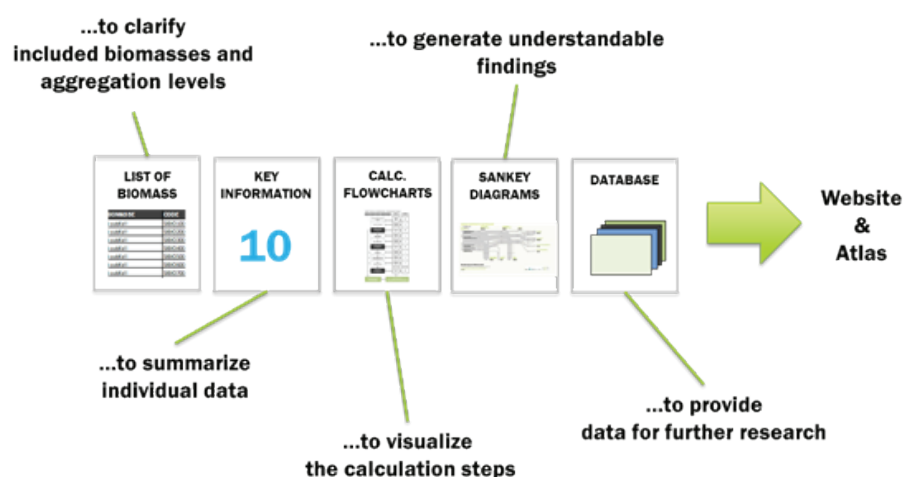 ...to clarify
included biomasses and
aggregation levels
...to generate understandable
findings
LIST OF
BIOMASS
KEY
INFORMATION
10
CALC.
FLOWCHARTS
SANKEY
DIAGRAMS
DATABASE
Website
&
Atlas
...to summarize
individual data
...to visualize
the calculation steps
...to provide
data for further research